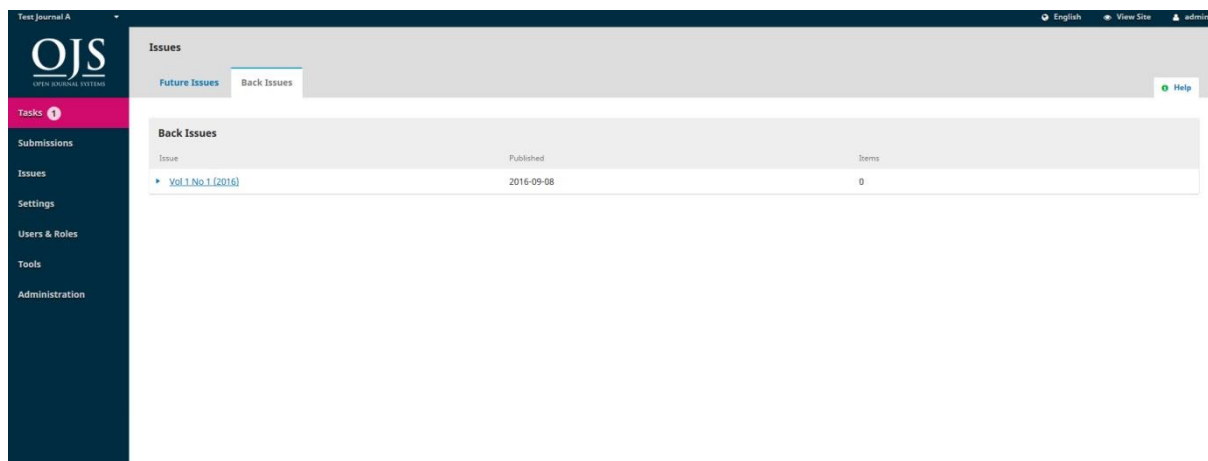 Test Journal A
English View Site admin
OJS
OPEN JOURNAL SYSTEMS
Issues
Future Issues Back Issues
Help
Tasks 1
Submissions
Issues
Settings
Users & Roles
Tools
Administration
Back Issues
Issue Published Items
Vol 1 No 1 (2016) 2016-09-08 0